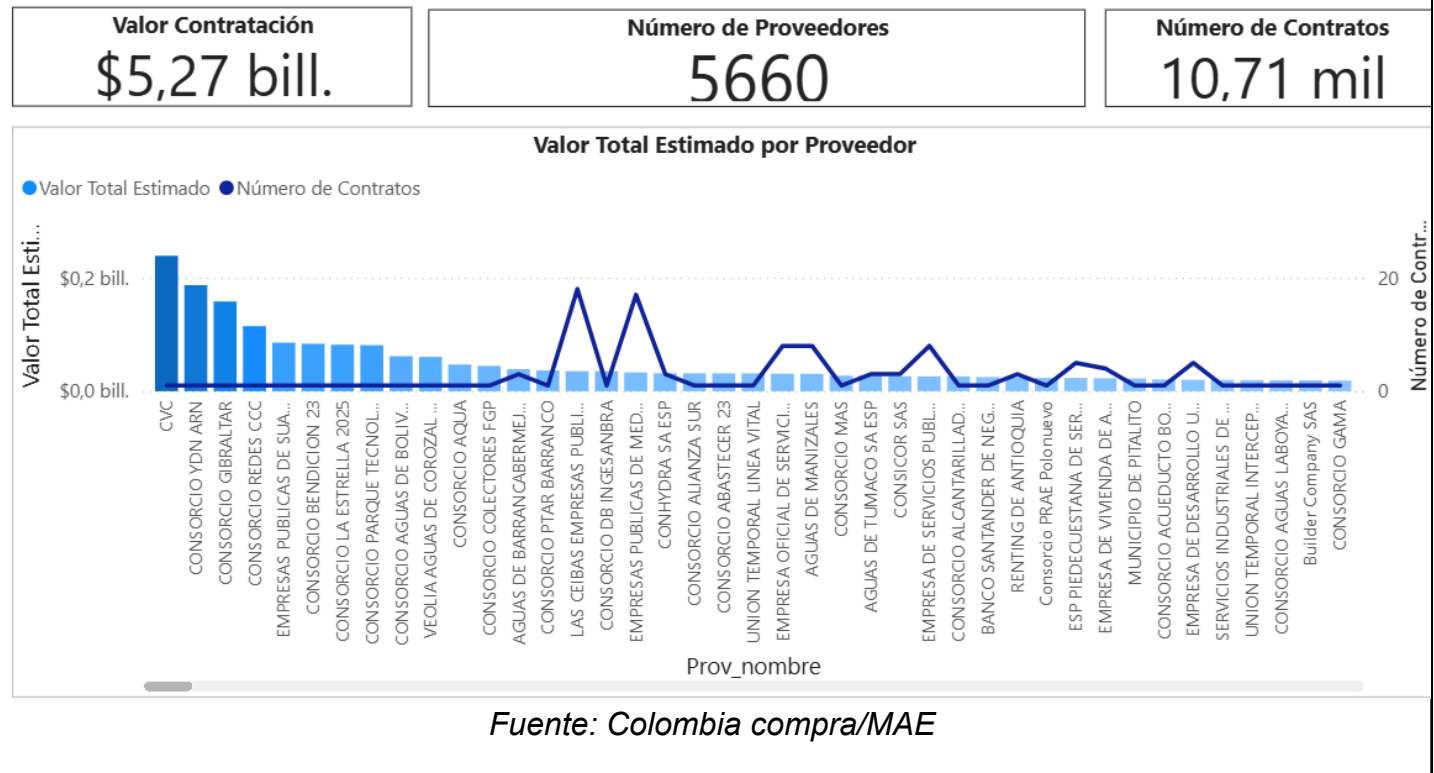 Valor Contratación
$5,27 bill.
Número de Proveedores
5660
Número de Contratos
10,71 mil
Valor Total Estimado por Proveedor
Valor Total Estimado
Número de Contratos
Valor Total Esti...
$0,2 bill.
$0,0 bill.
20
0
Número de Contr...
CVC
CONSORCIO YDN ARN
CONSORCIO GIBRALTAR
CONSORCIO REDES CCC
EMPRESAS PUBLICAS DE SUA...
CONSORCIO BENDICION 23
CONSORCIO LA ESTRELLA 2025
CONSORCIO PARQUE TECNOL...
CONSORCIO AGUAS DE BOLIV...
VEOLIA AGUAS DE COROZAL ...
CONSORCIO AQUA
CONSORCIO COLECTORES FGP
AGUAS DE BARRANCABERMEJ...
CONSORCIO PTAR BARRANCO
LAS CEIBAS EMPRESAS PUBLI...
CONSORCIO DB INGESANBRA
EMPRESAS PUBLICAS DE MED...
CONHYDRA SA ESP
CONSORCIO ALIANZA SUR
CONSORCIO ABASTECER 23
UNION TEMPORAL LINEA VITAL
EMPRESA OFICIAL DE SERVICI...
AGUAS DE MANIZALES
CONSORCIO MAS
AGUAS DE TUMACO SA ESP
CONSICOR SAS
EMPRESA DE SERVICIOS PUBL...
CONSORCIO ALCANTARILLAD...
BANCO SANTANDER DE NEG...
RENTING DE ANTIOQUIA
Consorcio PRAE Polonuevo
ESP PIEDECUESTANA DE SER...
EMPRESA DE VIVIENDA DE A...
MUNICIPIO DE PITALITO
CONSORCIO ACUEDUCTO BO...
EMPRESA DE DESARROLLO U...
SERVICIOS INDUSTRIALES DE ...
UNION TEMPORAL INTERCEP...
CONSORCIO AGUAS LABOYA...
Builder Company SAS
CONSORCIO GAMA
Prov_nombre
Fuente: Colombia compra/MAE